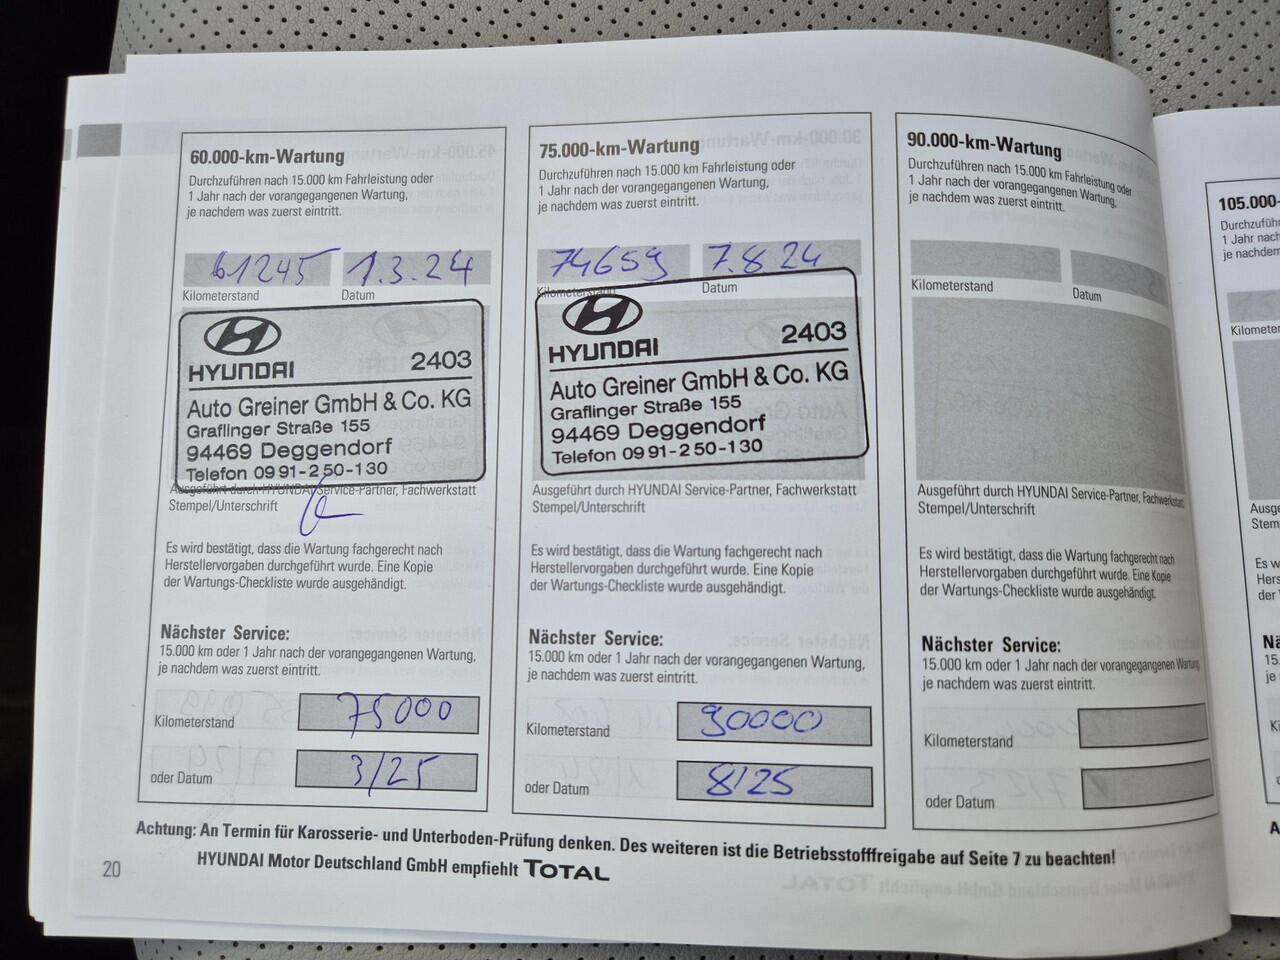 60.000-km-Wartung
Durchzuführen nach 15.000 km Fahrleistung oder
1 Jahr nach der vorangegangenen Wartung,
je nachdem was zuerst eintritt.
61245 1.3.24
Kilometerstand Datum
HYUNDAI 2403
Auto Greiner GmbH & Co. KG
Graflinger Straße 155
94469 Deggendorf
Telefon 0991-250-130
Ausgeführt durch HYUNDAI Service-Partner, Fachwerkstatt
Stempel/Unterschrift
Es wird bestätigt, dass die Wartung fachgerecht nach
Herstellervorgaben durchgeführt wurde. Eine Kopie
der Wartungs-Checkliste wurde ausgehändigt.
Nächster Service:
15.000 km oder 1 Jahr nach der vorangegangenen Wartung,
je nachdem was zuerst eintritt.
Kilometerstand 75000
oder Datum 3/25
75.000-km-Wartung
Durchzuführen nach 15.000 km Fahrleistung oder
1 Jahr nach der vorangegangenen Wartung,
je nachdem was zuerst eintritt.
74659 7.8.24
Kilometerstand Datum
HYUNDAI 2403
Auto Greiner GmbH & Co. KG
Graflinger Straße 155
94469 Deggendorf
Telefon 0991-250-130
Ausgeführt durch HYUNDAI Service-Partner, Fachwerkstatt
Stempel/Unterschrift
Es wird bestätigt, dass die Wartung fachgerecht nach
Herstellervorgaben durchgeführt wurde. Eine Kopie
der Wartungs-Checkliste wurde ausgehändigt.
Nächster Service:
15.000 km oder 1 Jahr nach der vorangegangenen Wartung,
je nachdem was zuerst eintritt.
Kilometerstand 90000
oder Datum 8/25
90.000-km-Wartung
Durchzuführen nach 15.000 km Fahrleistung oder
1 Jahr nach der vorangegangenen Wartung,
je nachdem was zuerst eintritt.
Kilometerstand Datum
Ausgeführt durch HYUNDAI Service-Partner, Fachwerkstatt
Stempel/Unterschrift
Es wird bestätigt, dass die Wartung fachgerecht nach
Herstellervorgaben durchgeführt wurde. Eine Kopie
der Wartungs-Checkliste wurde ausgehändigt.
Nächster Service:
15.000 km oder 1 Jahr nach der vorangegangenen Wartung,
je nachdem was zuerst eintritt.
Kilometerstand
oder Datum
Achtung: An Termin für Karosserie- und Unterboden-Prüfung denken. Des weiteren ist die Betriebsstofffreigabe auf Seite 7 zu beachten!
20
HYUNDAI Motor Deutschland GmbH empfiehlt TOTAL
105.000-
1 Jahr nach
je nachdem